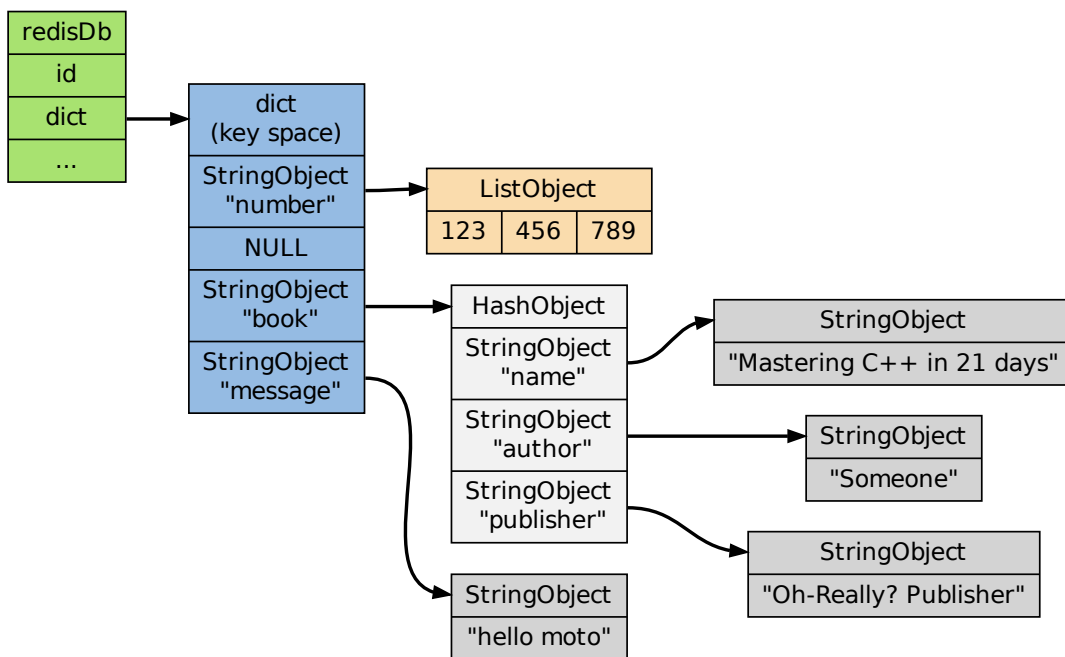 redisDb
id
dict
...
dict
(key space)
StringObject
"number"
NULL
StringObject
"book"
StringObject
"message"
ListObject
123 456 789
HashObject
StringObject
"name"
StringObject
"author"
StringObject
"publisher"
StringObject
"Mastering C++ in 21 days"
StringObject
"Someone"
StringObject
"Oh-Really? Publisher"
StringObject
"hello moto"